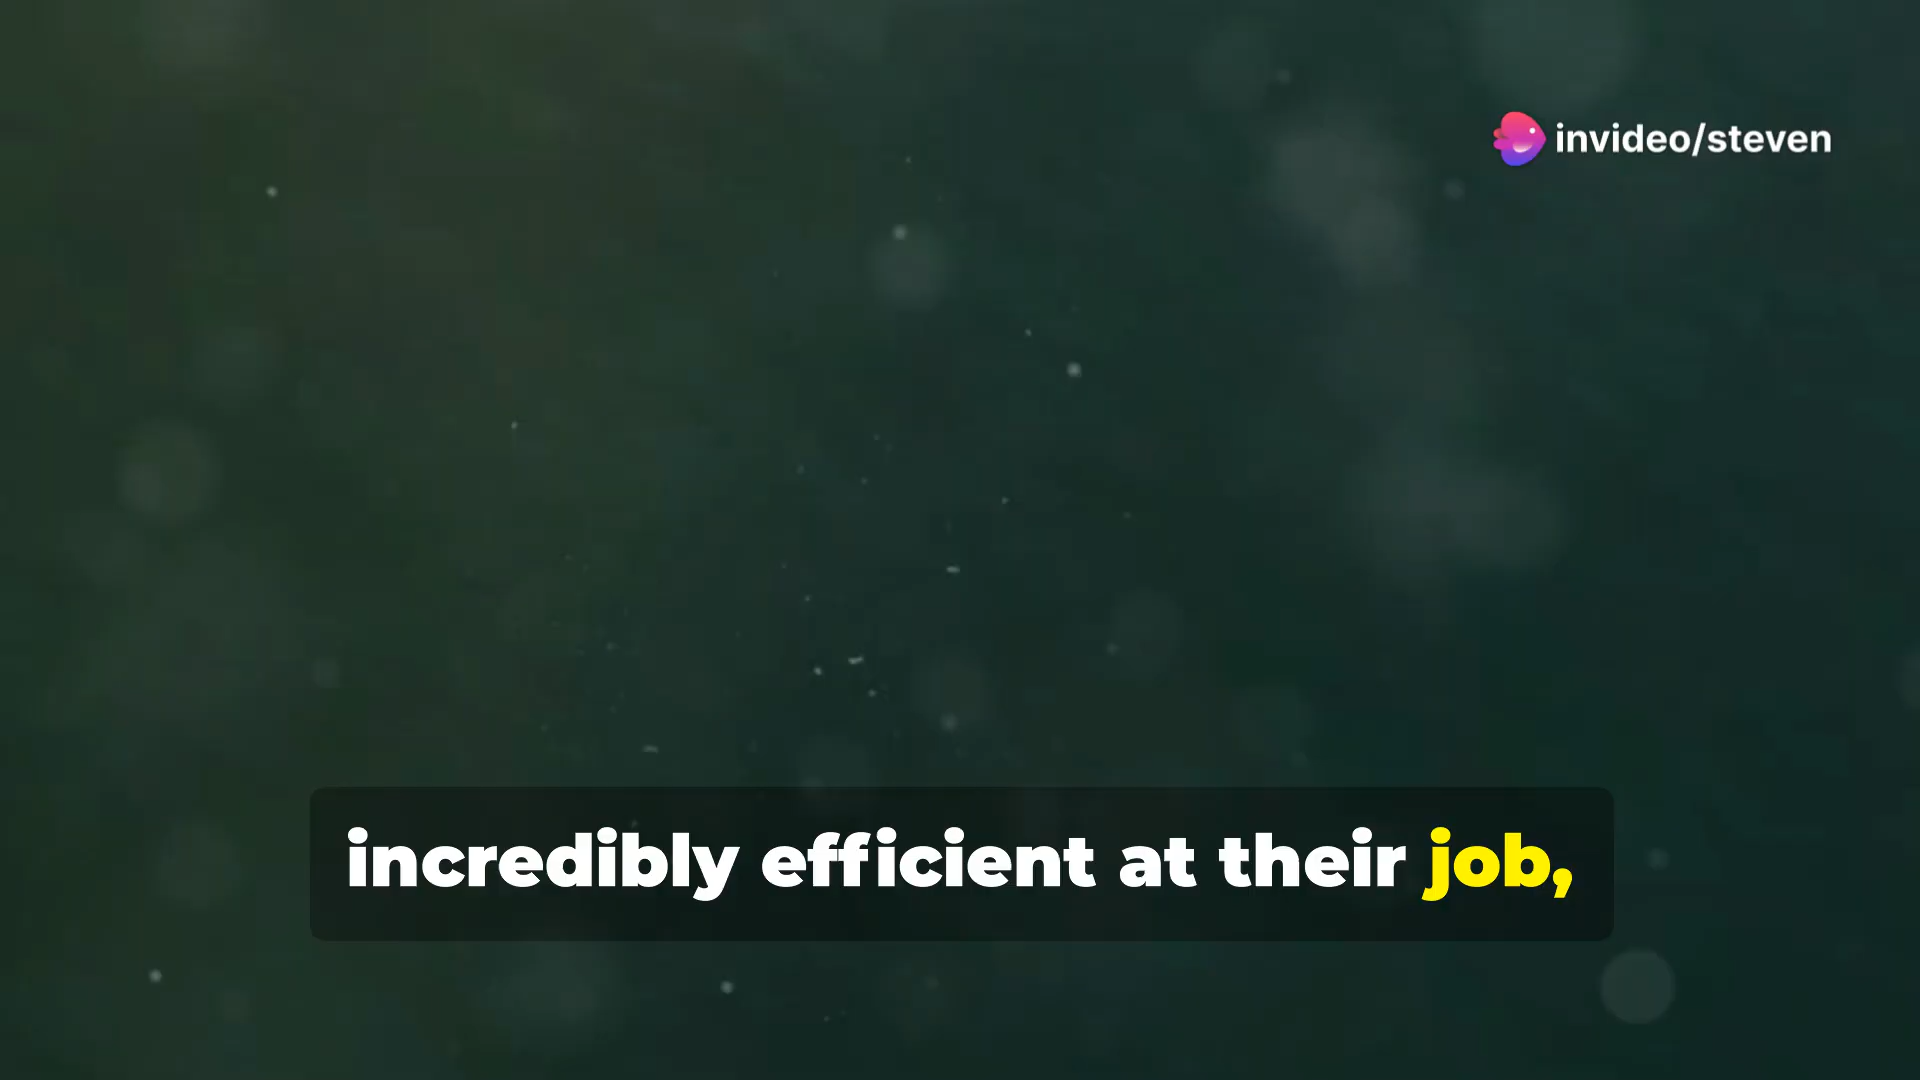 invideo/steven
incredibly efficient at their job,